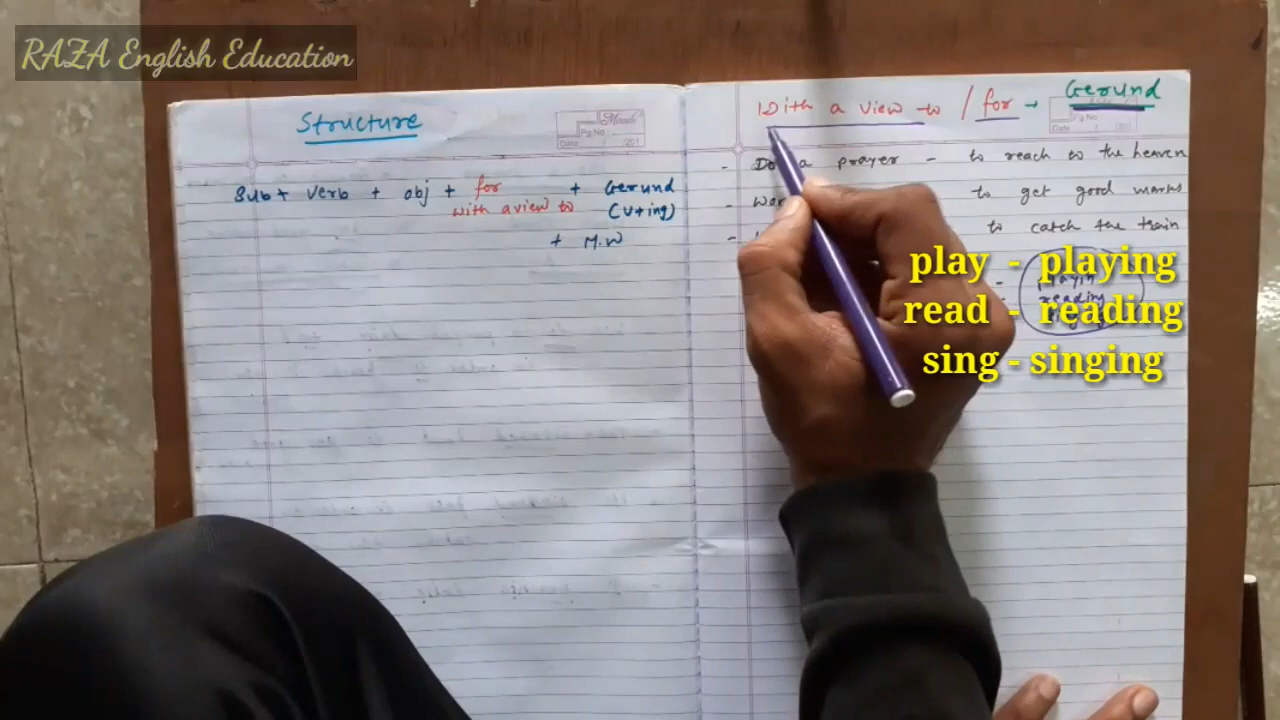 RAZA English Education
Structure
Sub + Verb + obj + for + Gerund
with a view to (V+ing)
+ M.W
With a view to / for → Gerund
- Do a prayer - to reach to the heaven
- to get good marks
- to catch the train
play - playing
read - reading
sing - singing